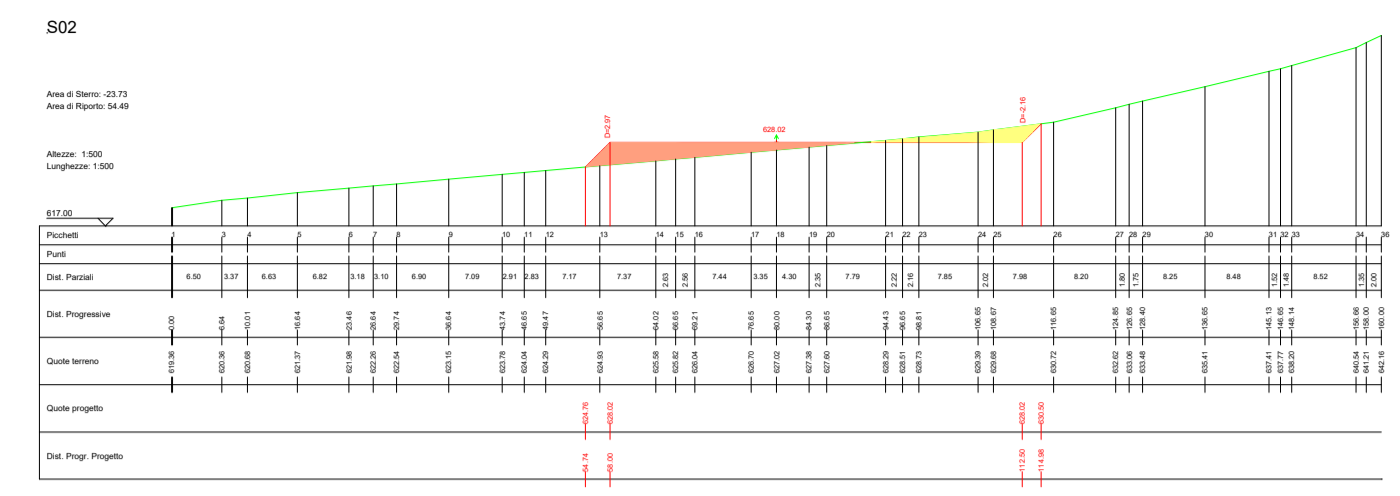 S02
Area di Sterro: -23.73
Area di Riporto: 54.49
Altezze: 1:500
Lunghezze: 1:500
617.00
D=2.97
628.02
D=-2.16
Picchetti 1 3 4 5 6 7 8 9 10 11 12 13 14 15 16 17 18 19 20 21 22 23 24 25 26 27 28 29 30 31 32 33 34 36
Punti
Dist. Parziali 6.50 3.37 6.63 6.82 3.18 3.10 6.90 7.09 2.91 2.83 7.17 7.37 2.63 2.56 7.44 3.35 4.30 2.35 7.79 2.22 2.16 7.85 2.02 7.98 8.20 1.80 1.75 8.25 8.48 1.52 1.48 8.52 1.35 2.00
Dist. Progressive 0.00 6.64 10.01 16.64 23.46 26.64 29.74 36.64 43.74 46.65 49.47 56.65 64.02 66.65 69.21 76.65 80.00 84.30 86.65 94.43 96.65 98.81 106.65 108.67 116.65 124.85 126.65 128.40 136.65 145.13 146.65 148.14 156.66 158.00 160.00
Quote terreno 619.36 620.36 620.68 621.37 621.98 622.26 622.54 623.15 623.78 624.04 624.29 624.93 625.58 625.82 626.04 626.70 627.02 627.38 627.60 628.29 628.51 628.73 629.39 629.68 630.72 632.62 633.06 633.48 635.41 637.41 637.77 638.20 640.54 641.21 642.16
Quote progetto 624.76 628.02 628.02 630.50
Dist. Progr. Progetto 54.74 58.00 112.50 114.98